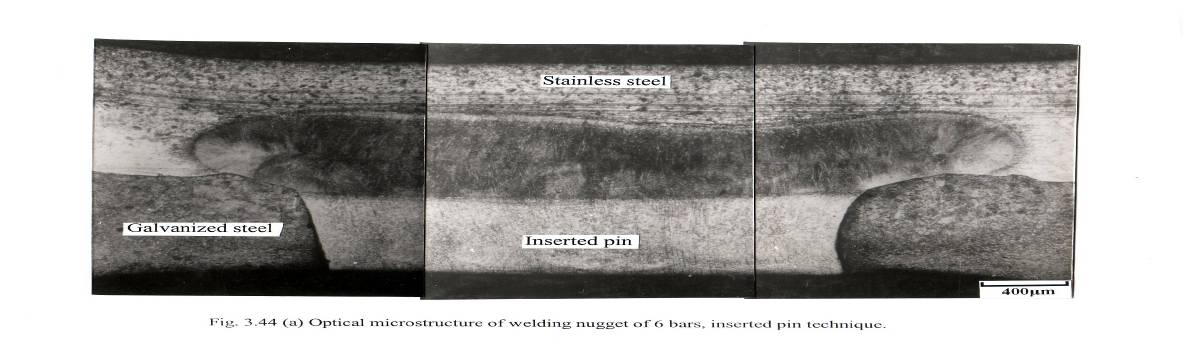 Stainless steel
Galvanized steel
Inserted pin
400µm
Fig. 3.44 (a) Optical microstructure of welding nugget of 6 bars, inserted pin technique.